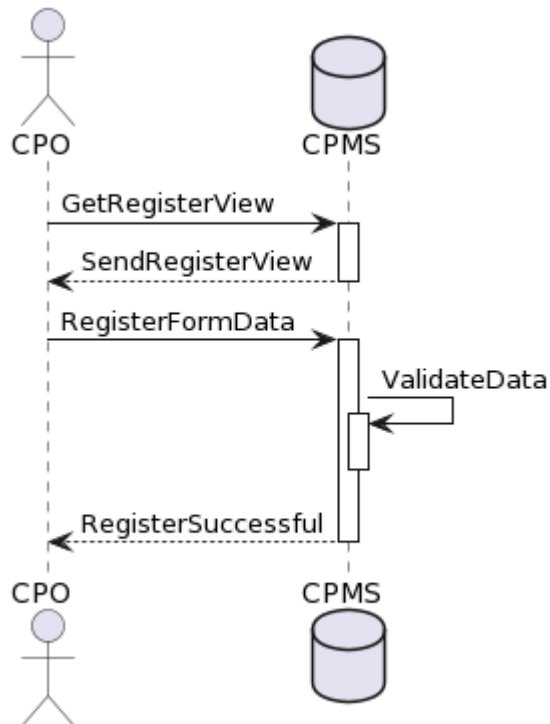 CPO
CPMS
GetRegisterView
SendRegisterView
RegisterFormData
ValidateData
RegisterSuccessful
CPO
CPMS